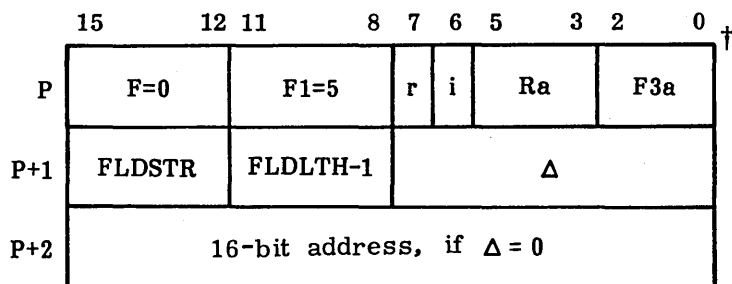 15 12 11 8 7 6 5 3 2 0 †
P F=0 F1=5 r i Ra F3a
P+1 FLDSTR FLDLTH-1 Δ
P+2 16-bit address, if Δ = 0